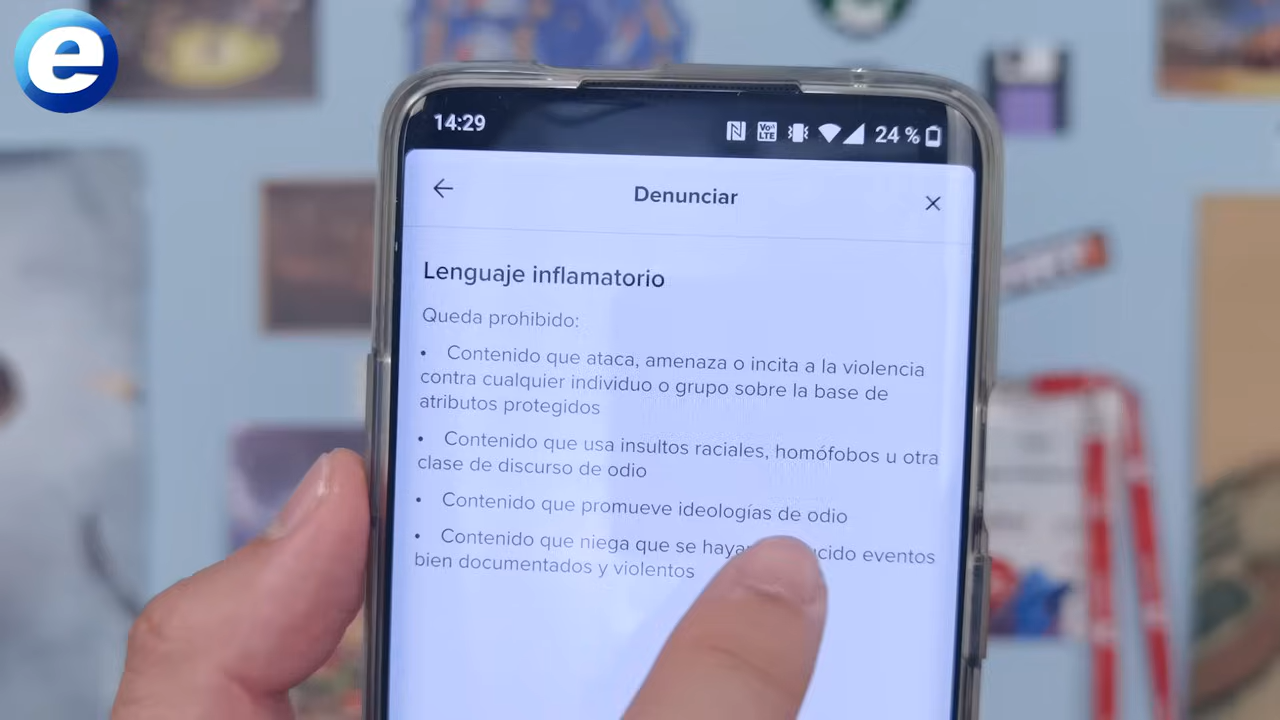 e
14:29
Vo LTE
24 %
Denunciar
Lenguaje inflamatorio
Queda prohibido:
• Contenido que ataca, amenaza o incita a la violencia
contra cualquier individuo o grupo sobre la base de
atributos protegidos
• Contenido que usa insultos raciales, homófobos u otra
clase de discurso de odio
• Contenido que promueve ideologías de odio
• Contenido que niega que se eventos
bien documentados y violentos